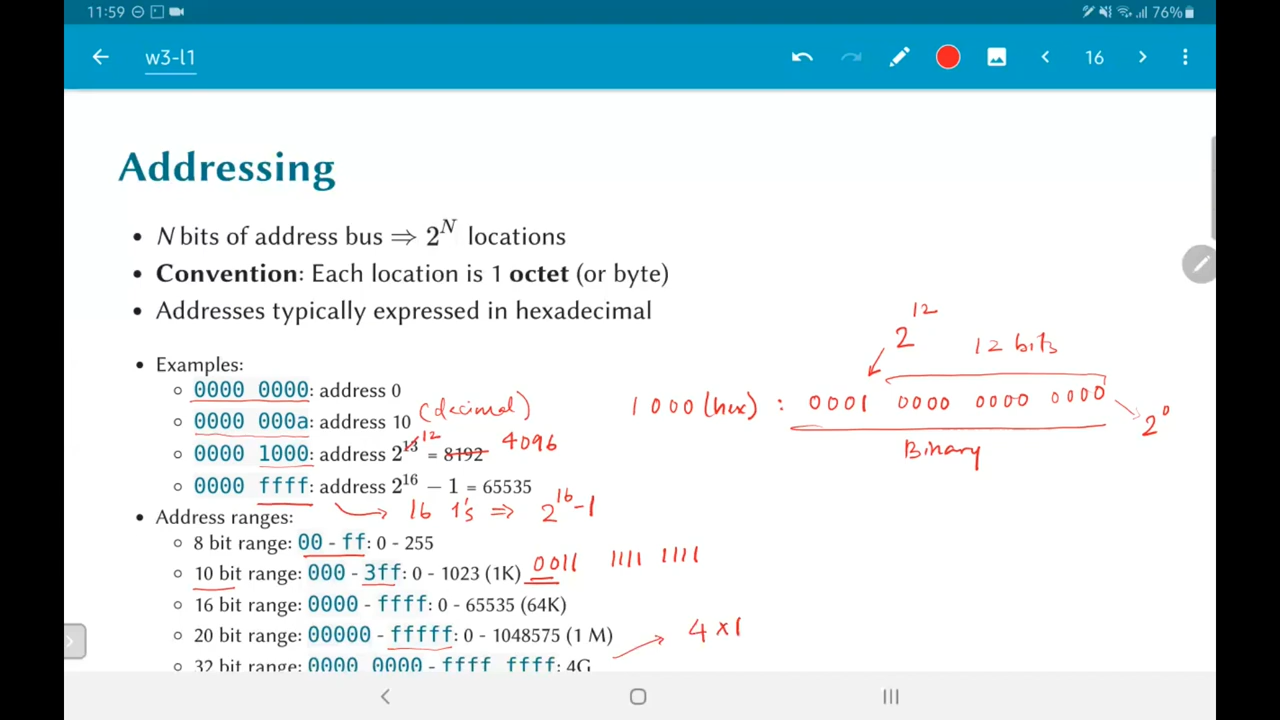 11:59 76%
w3-l1 16
Addressing
• N bits of address bus ⇒ 2^N locations
• Convention: Each location is 1 octet (or byte)
• Addresses typically expressed in hexadecimal
2^12
12 bits
• Examples:
0000 0000: address 0
1000 (hex) : 0001 0000 0000 0000
2^0
0000 000a: address 10 (decimal)
Binary
0000 1000: address 2^13 12 = 8192 4096
0000 ffff: address 2^16 − 1 = 65535
16 1's ⇒ 2^16 -1
• Address ranges:
8 bit range: 00 - ff: 0 - 255
10 bit range: 000 - 3ff: 0 - 1023 (1K) 0011 1111 1111
16 bit range: 0000 - ffff: 0 - 65535 (64K)
20 bit range: 00000 - fffff: 0 - 1048575 (1 M)
4 x 1
32 bit range: 0000 0000 - ffff ffff: 4G